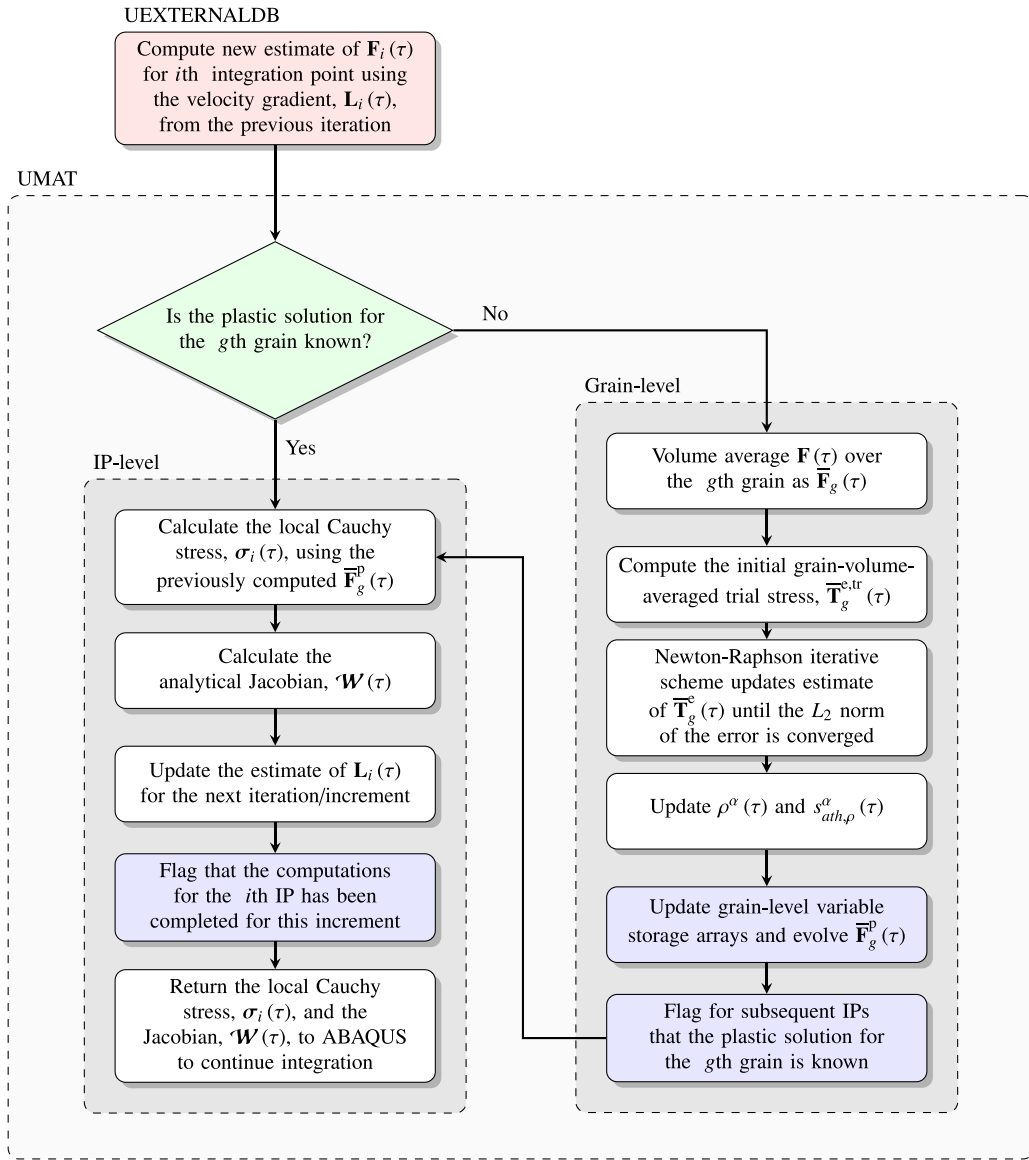 UEXTERNALDB
Compute new estimate of F_i(τ)
for ith integration point using
the velocity gradient, L_i(τ),
from the previous iteration
UMAT
Is the plastic solution for
the gth grain known?
No
Yes
IP-level
Calculate the local Cauchy
stress, σ_i(τ), using the
previously computed F̅_g^p(τ)
Calculate the
analytical Jacobian, 𝓦(τ)
Update the estimate of L_i(τ)
for the next iteration/increment
Flag that the computations
for the ith IP has been
completed for this increment
Return the local Cauchy
stress, σ_i(τ), and the
Jacobian, 𝓦(τ), to ABAQUS
to continue integration
Grain-level
Volume average F(τ) over
the gth grain as F̅_g(τ)
Compute the initial grain-volume-
averaged trial stress, T̅_g^{e,tr}(τ)
Newton-Raphson iterative
scheme updates estimate
of T̅_g^e(τ) until the L_2 norm
of the error is converged
Update ρ^α(τ) and s^α_{ath,ρ}(τ)
Update grain-level variable
storage arrays and evolve F̅_g^p(τ)
Flag for subsequent IPs
that the plastic solution for
the gth grain is known